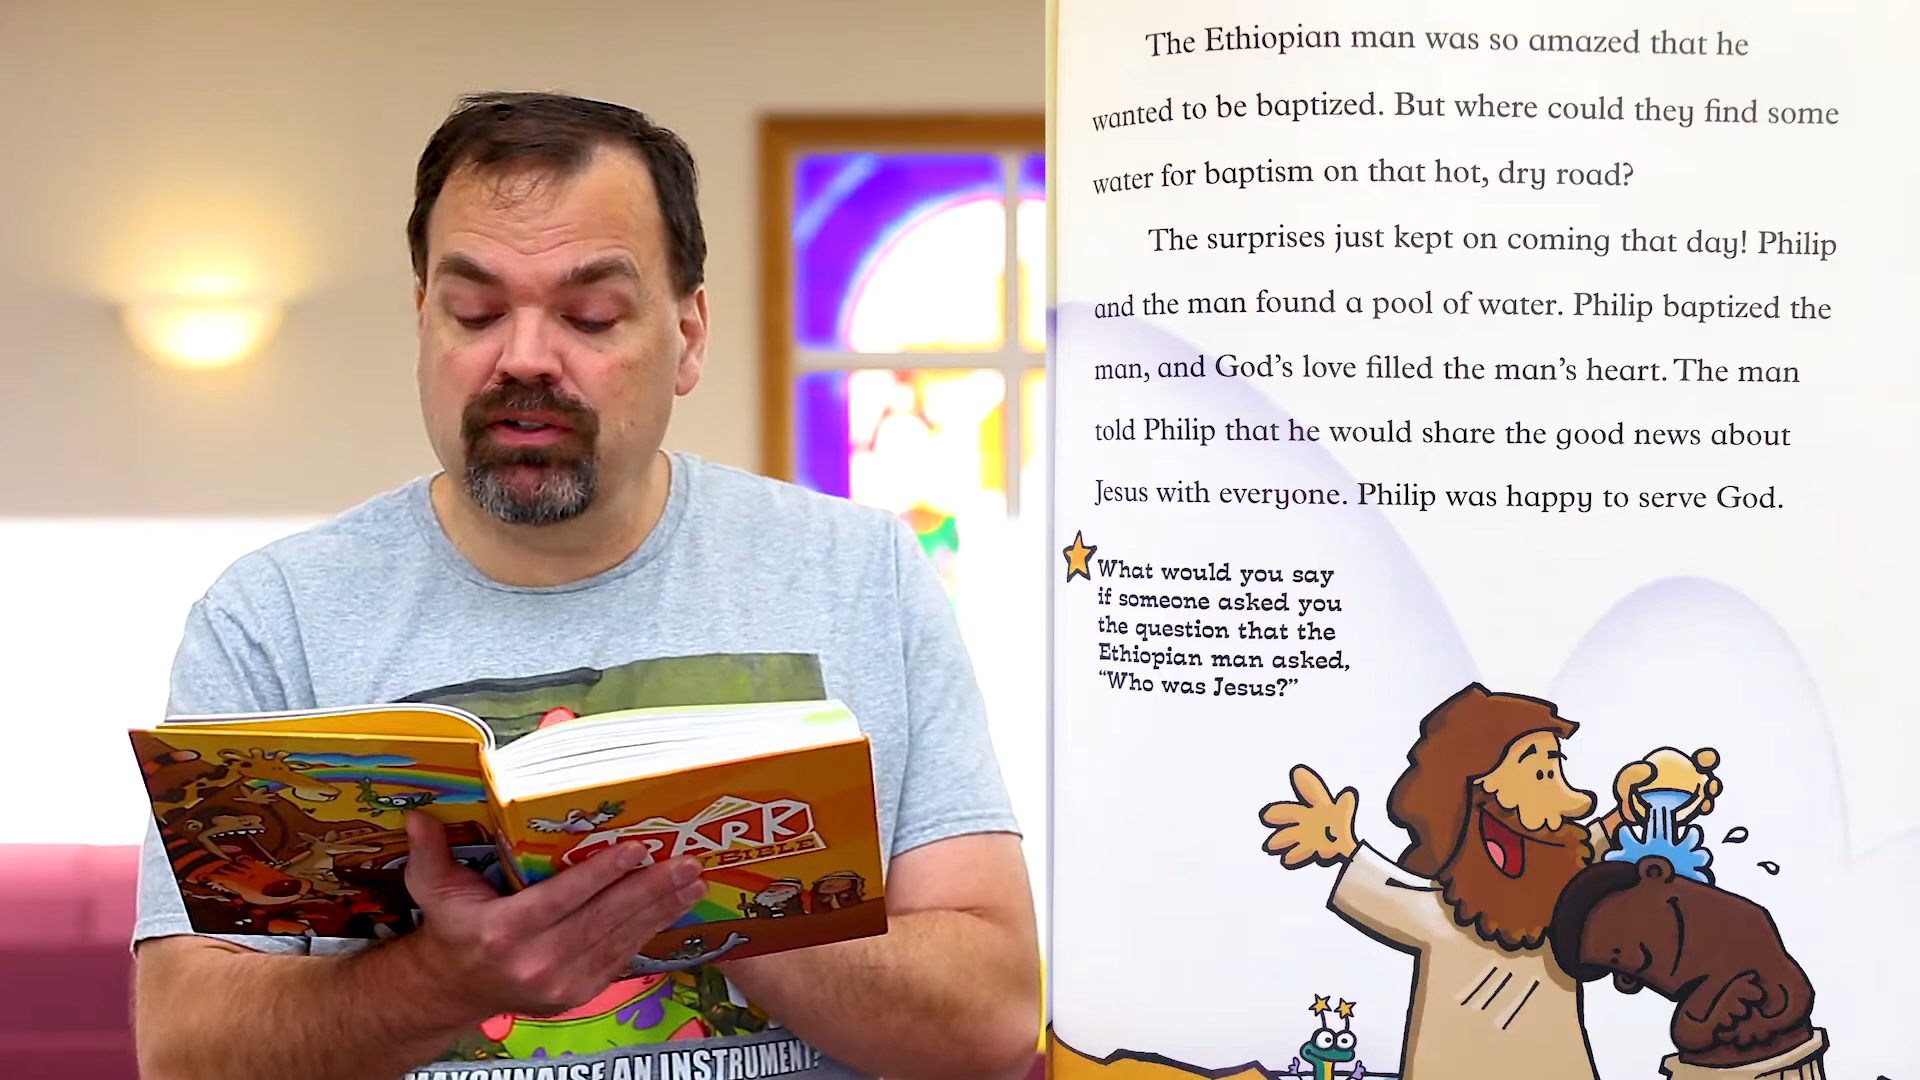 The Ethiopian man was so amazed that he
wanted to be baptized. But where could they find some
water for baptism on that hot, dry road?
The surprises just kept on coming that day! Philip
and the man found a pool of water. Philip baptized the
man, and God's love filled the man's heart. The man
told Philip that he would share the good news about
Jesus with everyone. Philip was happy to serve God.
What would you say
if someone asked you
the question that the
Ethiopian man asked,
“Who was Jesus?”
SPARK
BIBLE
MAYONNAISE AN INSTRUMENT?